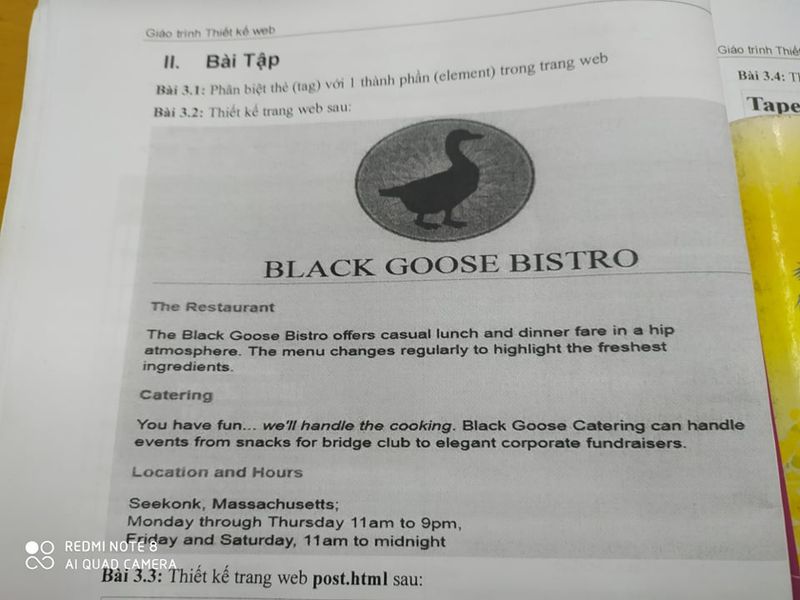 Giáo trình Thiết kế web
II. Bài Tập
Bài 3.1: Phân biệt thẻ (tag) với 1 thành phần (element) trong trang web
Bài 3.2: Thiết kế trang web sau:
BLACK GOOSE BISTRO
The Restaurant
The Black Goose Bistro offers casual lunch and dinner fare in a hip
atmosphere. The menu changes regularly to highlight the freshest
ingredients.
Catering
You have fun... we'll handle the cooking. Black Goose Catering can handle
events from snacks for bridge club to elegant corporate fundraisers.
Location and Hours
Seekonk, Massachusetts;
Monday through Thursday 11am to 9pm,
Friday and Saturday, 11am to midnight
Bài 3.3: Thiết kế trang web post.html sau:
Giáo trình Thiế
Bài 3.4: T
Tape
REDMI NOTE 8
AI QUAD CAMERA